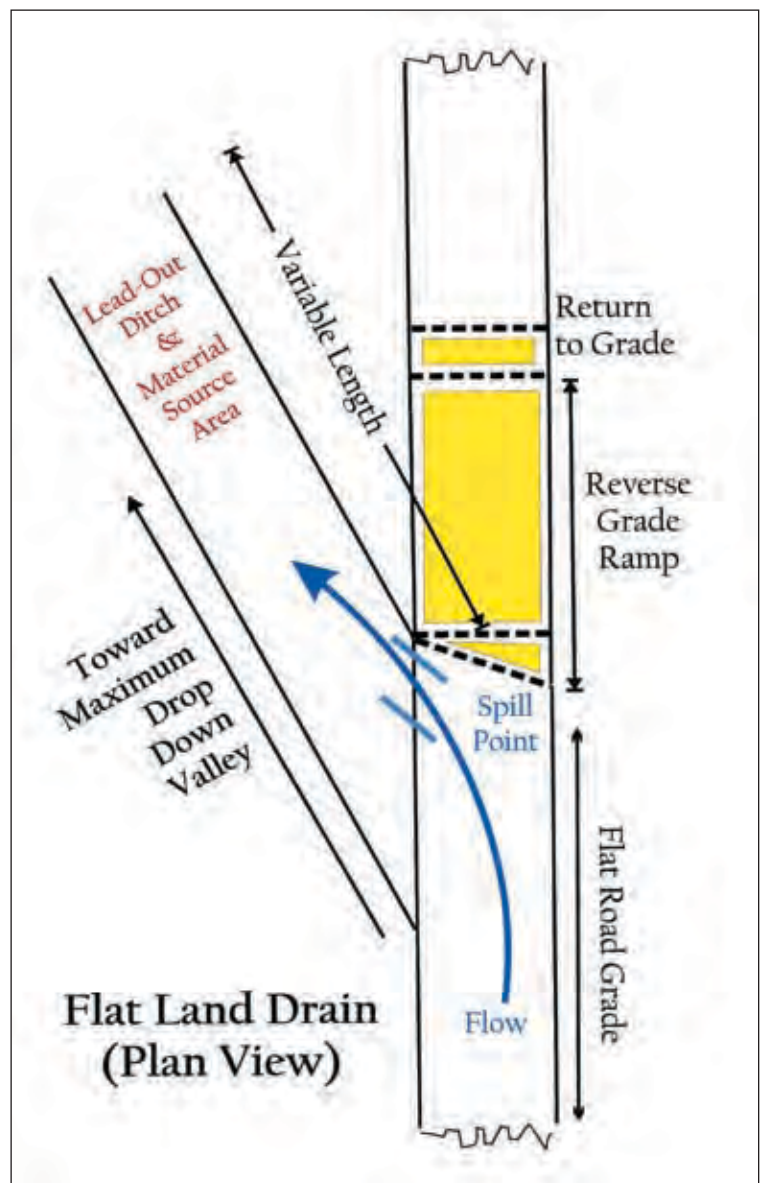 Lead-Out
Ditch
&
Material
Source
Area
Variable Length
Return
to Grade
Reverse
Grade
Ramp
Toward
Maximum
Drop
Down
Valley
Spill
Point
Flat Road Grade
Flow
Flat Land Drain
(Plan View)